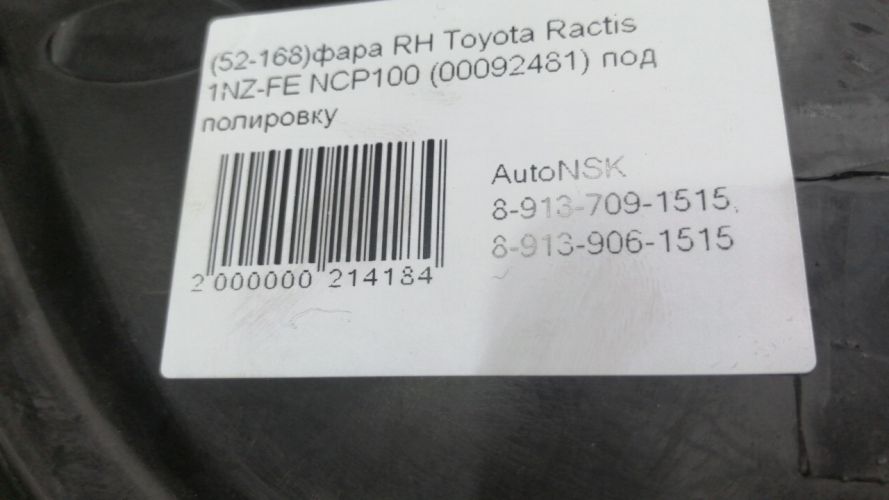 (52-168)фара RH Toyota Ractis
1NZ-FE NCP100 (00092481) под
полировку
AutoNSK
8-913-709-1515,
8-913-906-1515
2 000000 214184